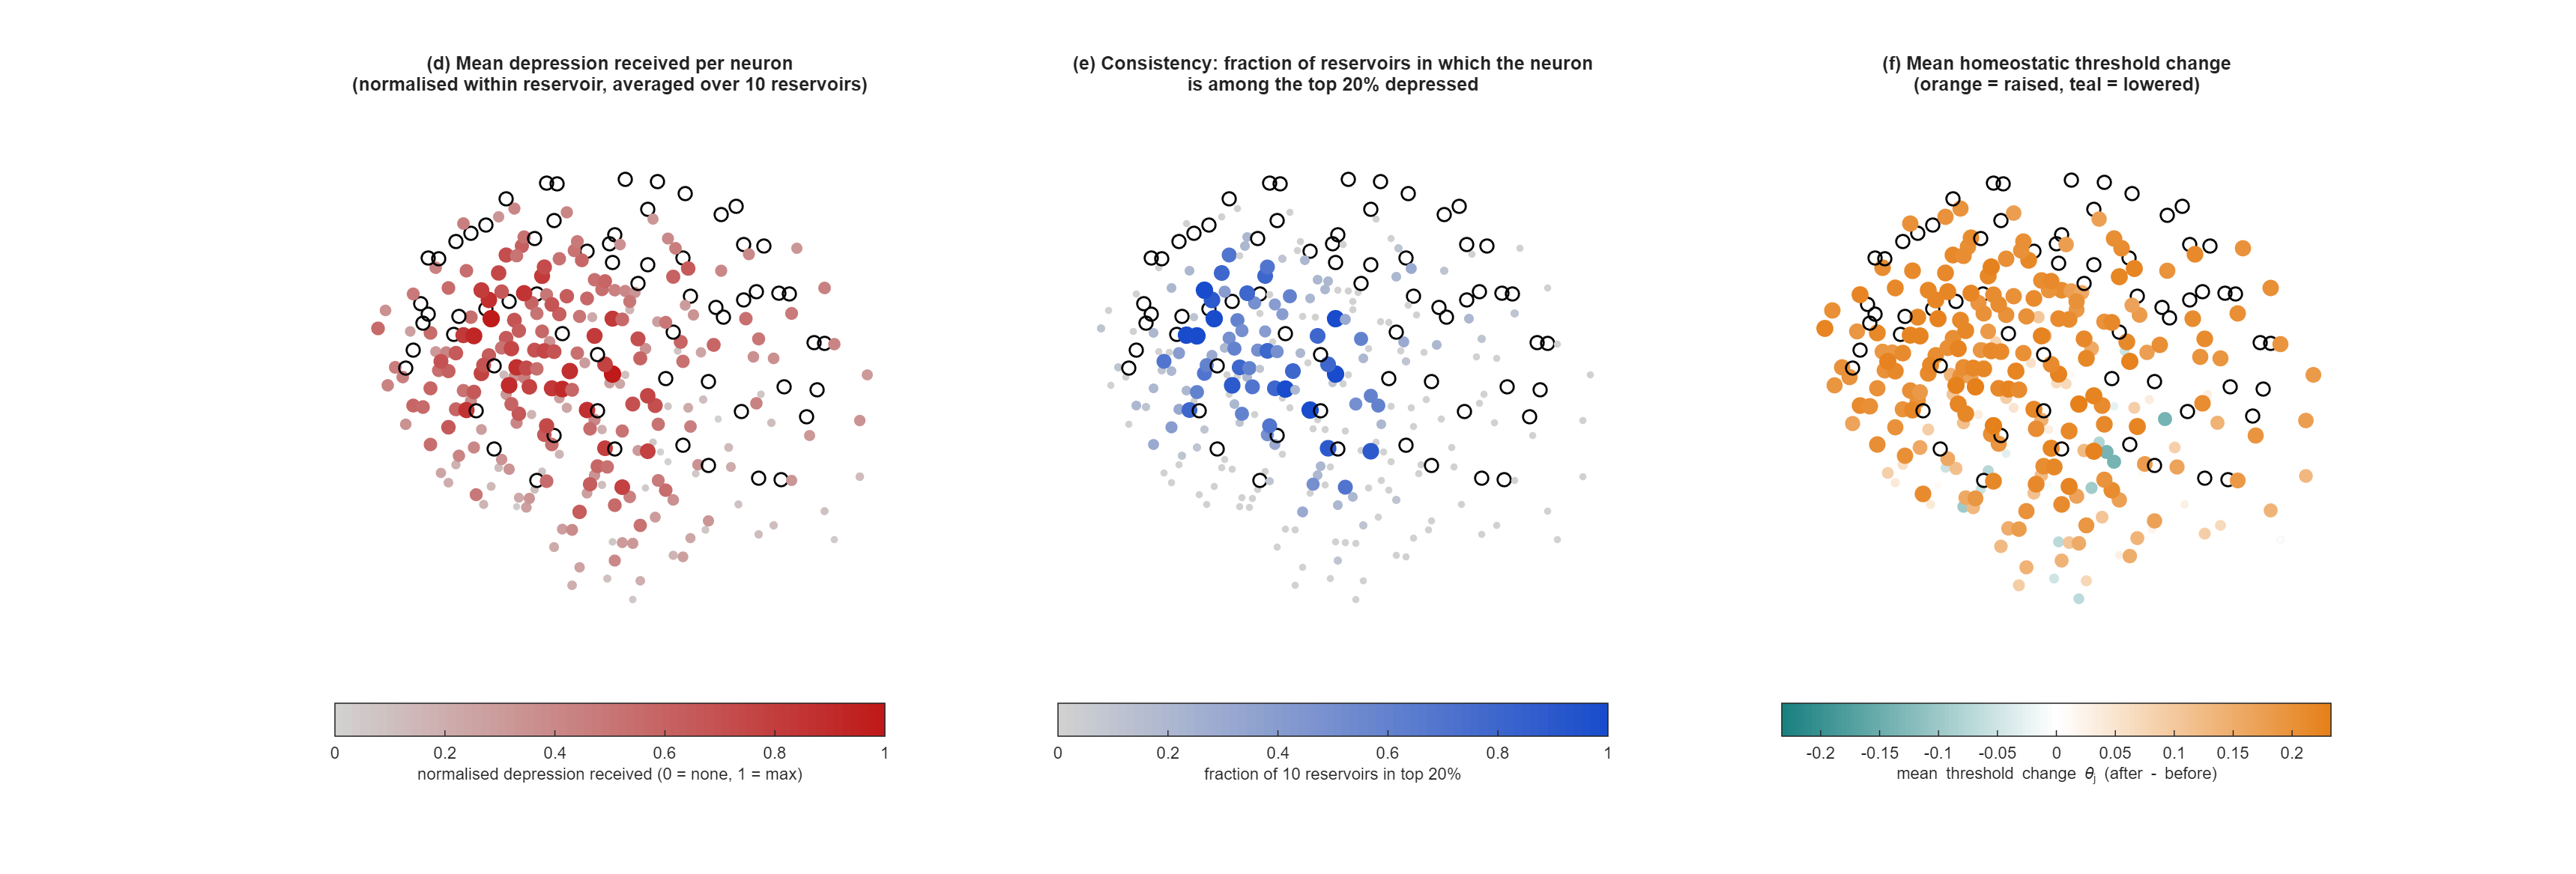 (d) Mean depression received per neuron
(normalised within reservoir, averaged over 10 reservoirs)
0 0.2 0.4 0.6 0.8 1
normalised depression received (0 = none, 1 = max)
(e) Consistency: fraction of reservoirs in which the neuron
is among the top 20% depressed
0 0.2 0.4 0.6 0.8 1
fraction of 10 reservoirs in top 20%
(f) Mean homeostatic threshold change
(orange = raised, teal = lowered)
-0.2 -0.15 -0.1 -0.05 0 0.05 0.1 0.15 0.2
mean threshold change θj (after - before)